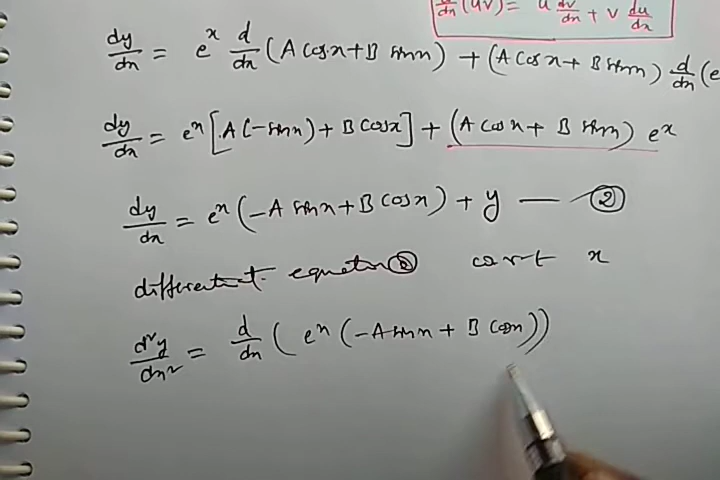 d/dx (uv) = u dv/dx + v du/dx
dy/dx = e^x d/dx (A cos x + B sin x) + (A cos x + B sin x) d/dx (e
dy/dx = e^x [A(-sin x) + B cos x] + (A cos x + B sin x) e^x
dy/dx = e^x (-A sin x + B cos x) + y — ②
different equation ② w.r.t x
d²y/dx² = d/dx (e^x (-A sin x + B cos x))